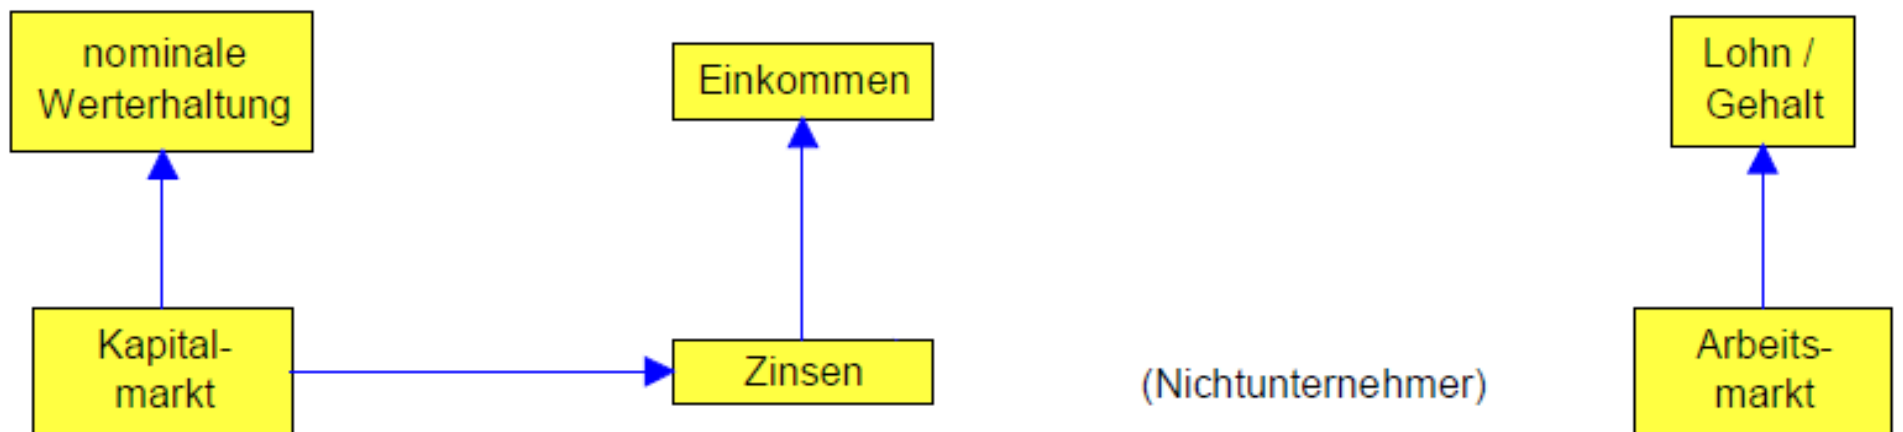 nominale
Werterhaltung
Einkommen
Lohn /
Gehalt
Kapital-
markt
Zinsen
(Nichtunternehmer)
Arbeits-
markt